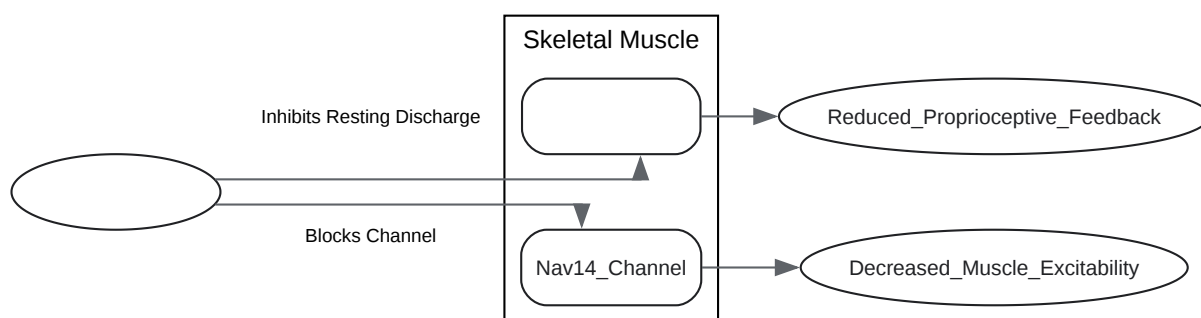 Skeletal Muscle
Inhibits Resting Discharge
Reduced_Proprioceptive_Feedback
Blocks Channel
Nav14_Channel
Decreased_Muscle_Excitability